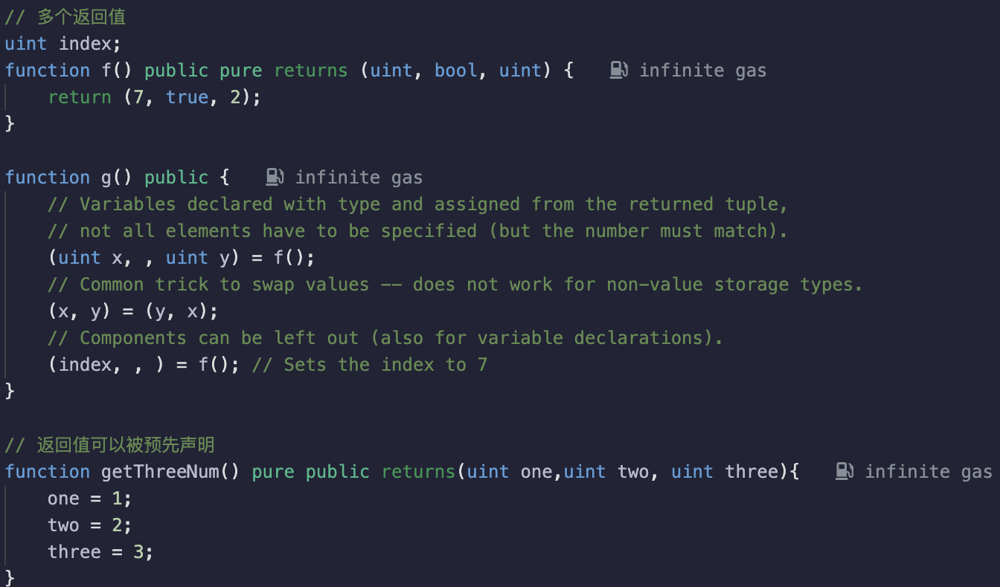 // 多个返回值
uint index;
function f() public pure returns (uint, bool, uint) { infinite gas
return (7, true, 2);
}
function g() public { infinite gas
// Variables declared with type and assigned from the returned tuple,
// not all elements have to be specified (but the number must match).
(uint x, , uint y) = f();
// Common trick to swap values -- does not work for non-value storage types.
(x, y) = (y, x);
// Components can be left out (also for variable declarations).
(index, , ) = f(); // Sets the index to 7
}
// 返回值可以被预先声明
function getThreeNum() pure public returns(uint one,uint two, uint three){ infinite gas
one = 1;
two = 2;
three = 3;
}